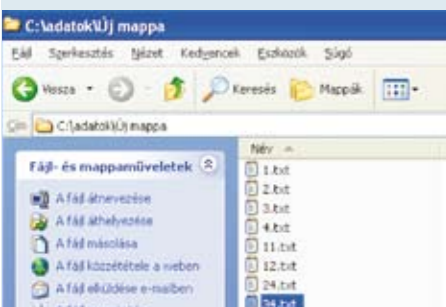 C:\adatok\Új mappa
Fájl Szerkesztés Nézet Kedvencek Eszközök Súgó
Vissza Keresés Mappák
Cím C:\adatok\Új mappa
Név
Fájl- és mappaműveletek
1.txt
A fájl átnevezése
2.txt
A fájl áthelyezése
3.txt
4.txt
A fájl másolása
11.txt
A fájl közzététele a weben
12.txt
A fájl elküldése e-mailben
24.txt
34.txt